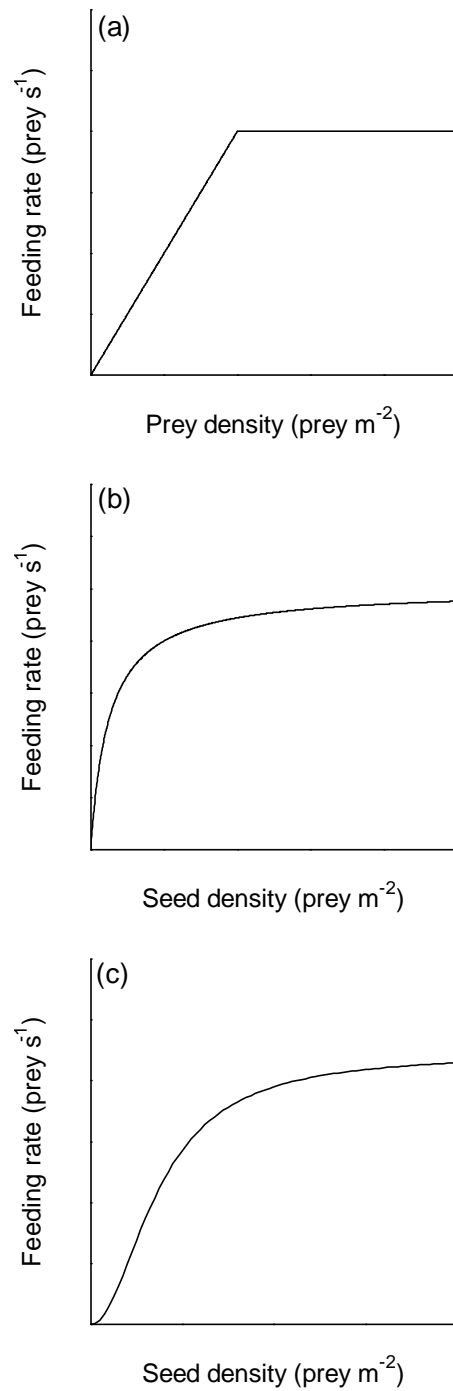 (a)
Feeding rate (prey s⁻¹)
Prey density (prey m⁻²)
(b)
Feeding rate (prey s⁻¹)
Seed density (prey m⁻²)
(c)
Feeding rate (prey s⁻¹)
Seed density (prey m⁻²)